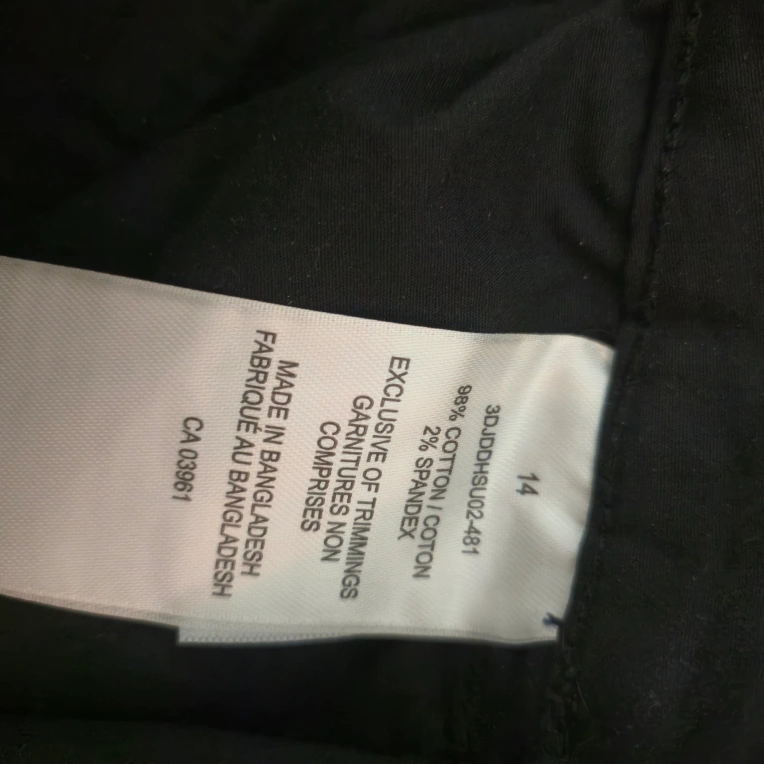 14
3DJDDHSU02-481
98% COTTON / COTON
2% SPANDEX
EXCLUSIVE OF TRIMMINGS
GARNITURES NON
COMPRISES
MADE IN BANGLADESH
FABRIQUÉ AU BANGLADESH
CA 03961